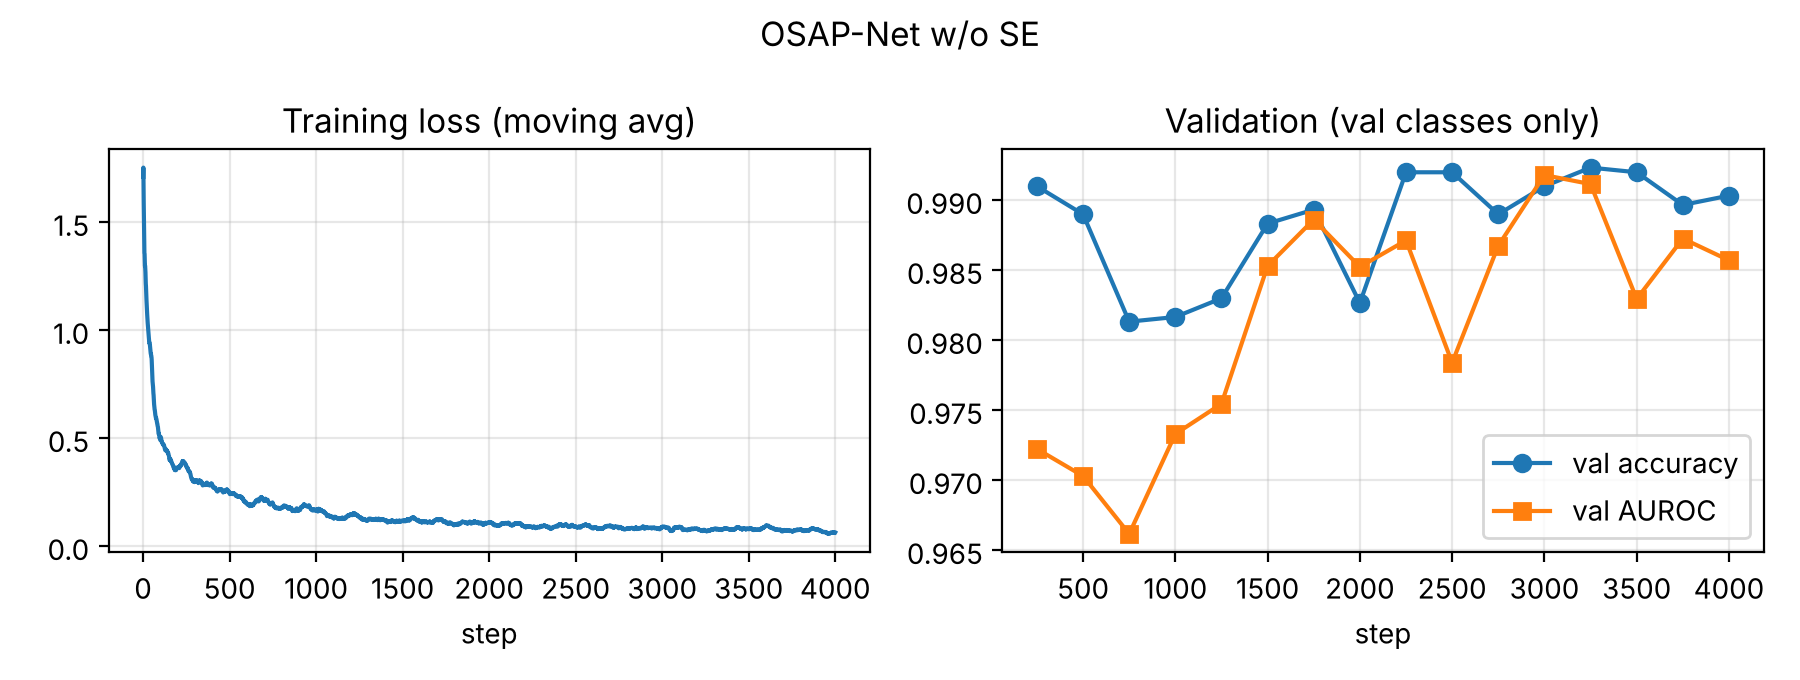 OSAP-Net w/o SE
Training loss (moving avg)
1.5
1.0
0.5
0.0
0 500 1000 1500 2000 2500 3000 3500 4000
step
Validation (val classes only)
0.990
0.985
0.980
0.975
0.970
0.965
val accuracy
val AUROC
500 1000 1500 2000 2500 3000 3500 4000
step